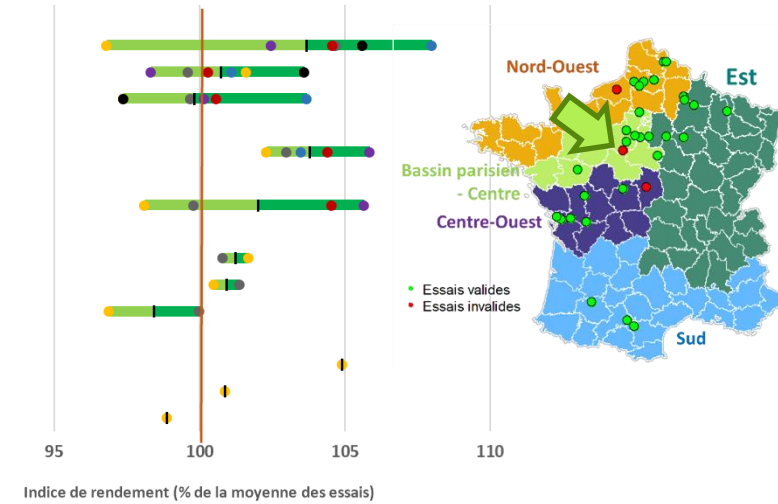 Nord-Ouest
Est
Bassin parisien
- Centre
Centre-Ouest
Essais valides
Essais invalides
Sud
95
100
105
110
Indice de rendement (% de la moyenne des essais)